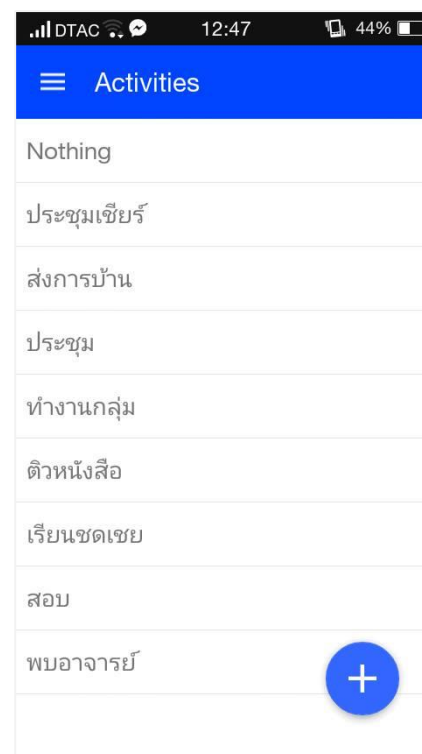 DTAC 12:47 44%
Activities
Nothing
ประชุมเชียร์
ส่งการบ้าน
ประชุม
ทำงานกลุ่ม
ติวหนังสือ
เรียนชดเชย
สอบ
พบอาจารย์